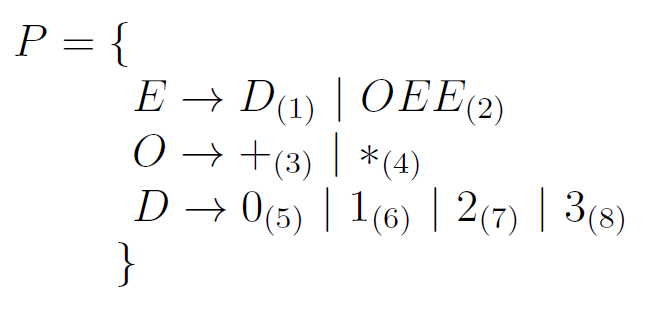 P = {
E → D(1) | OEE(2)
O → +(3) | *(4)
D → 0(5) | 1(6) | 2(7) | 3(8)
}